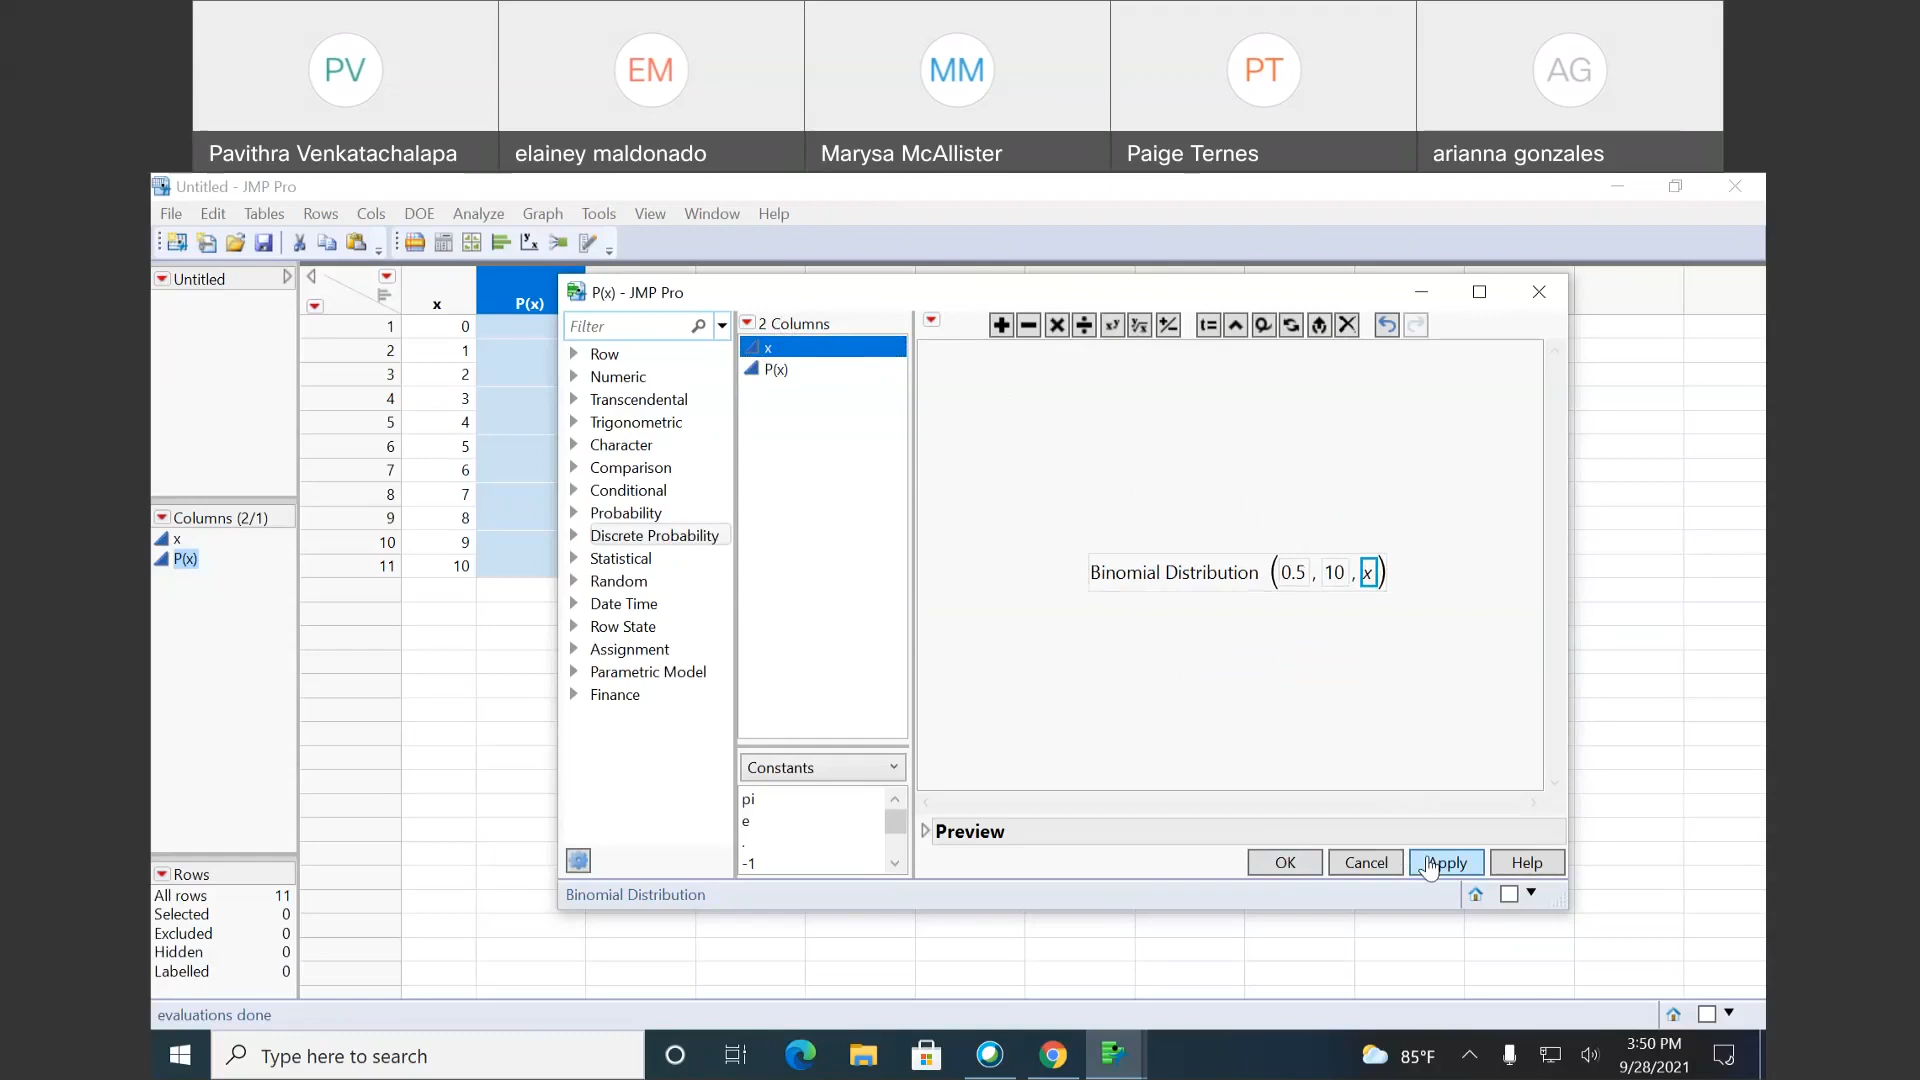 PV
EM
MM
PT
AG
Pavithra Venkatachalapa
elainey maldonado
Marysa McAllister
Paige Ternes
arianna gonzales
Untitled - JMP Pro
File Edit Tables Rows Cols DOE Analyze Graph Tools View Window Help
Untitled
x P(x)
1 0
2 1
3 2
4 3
5 4
6 5
7 6
8 7
9 8
10 9
11 10
Columns (2/1)
x
P(x)
Rows
All rows 11
Selected 0
Excluded 0
Hidden 0
Labelled 0
P(x) - JMP Pro
Filter
Row
Numeric
Transcendental
Trigonometric
Character
Comparison
Conditional
Probability
Discrete Probability
Statistical
Random
Date Time
Row State
Assignment
Parametric Model
Finance
2 Columns
x
P(x)
Constants
pi
e
.
-1
Binomial Distribution (0.5, 10, x)
Preview
OK Cancel Apply Help
Binomial Distribution
evaluations done
Type here to search
85°F
3:50 PM
9/28/2021